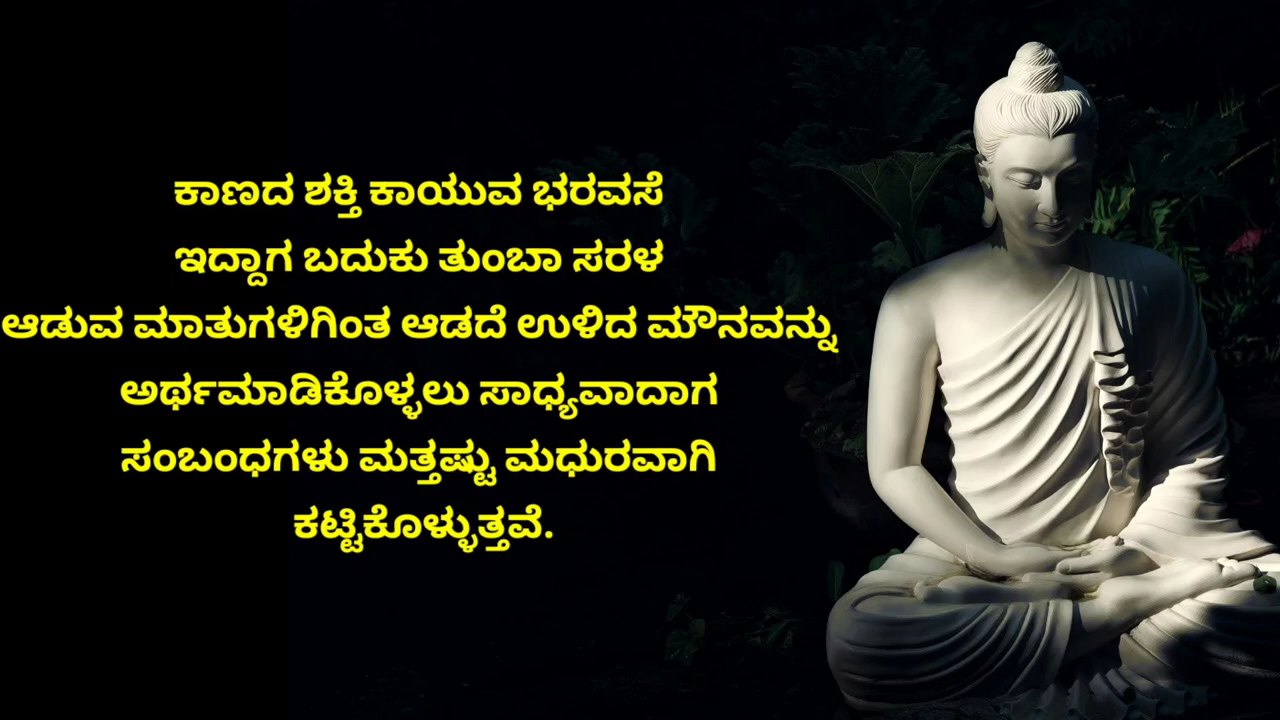 ಕಾಣದ ಶಕ್ತಿ ಕಾಯುವ ಭರವಸೆ
ಇದ್ದಾಗ ಬದುಕು ತುಂಬಾ ಸರಳ
ಆಡುವ ಮಾತುಗಳಿಗಿಂತ ಆಡದೆ ಉಳಿದ ಮೌನವನ್ನು
ಅರ್ಥಮಾಡಿಕೊಳ್ಳಲು ಸಾಧ್ಯವಾದಾಗ
ಸಂಬಂಧಗಳು ಮತ್ತಷ್ಟು ಮಧುರವಾಗಿ
ಕಟ್ಟಿಕೊಳ್ಳುತ್ತವೆ.